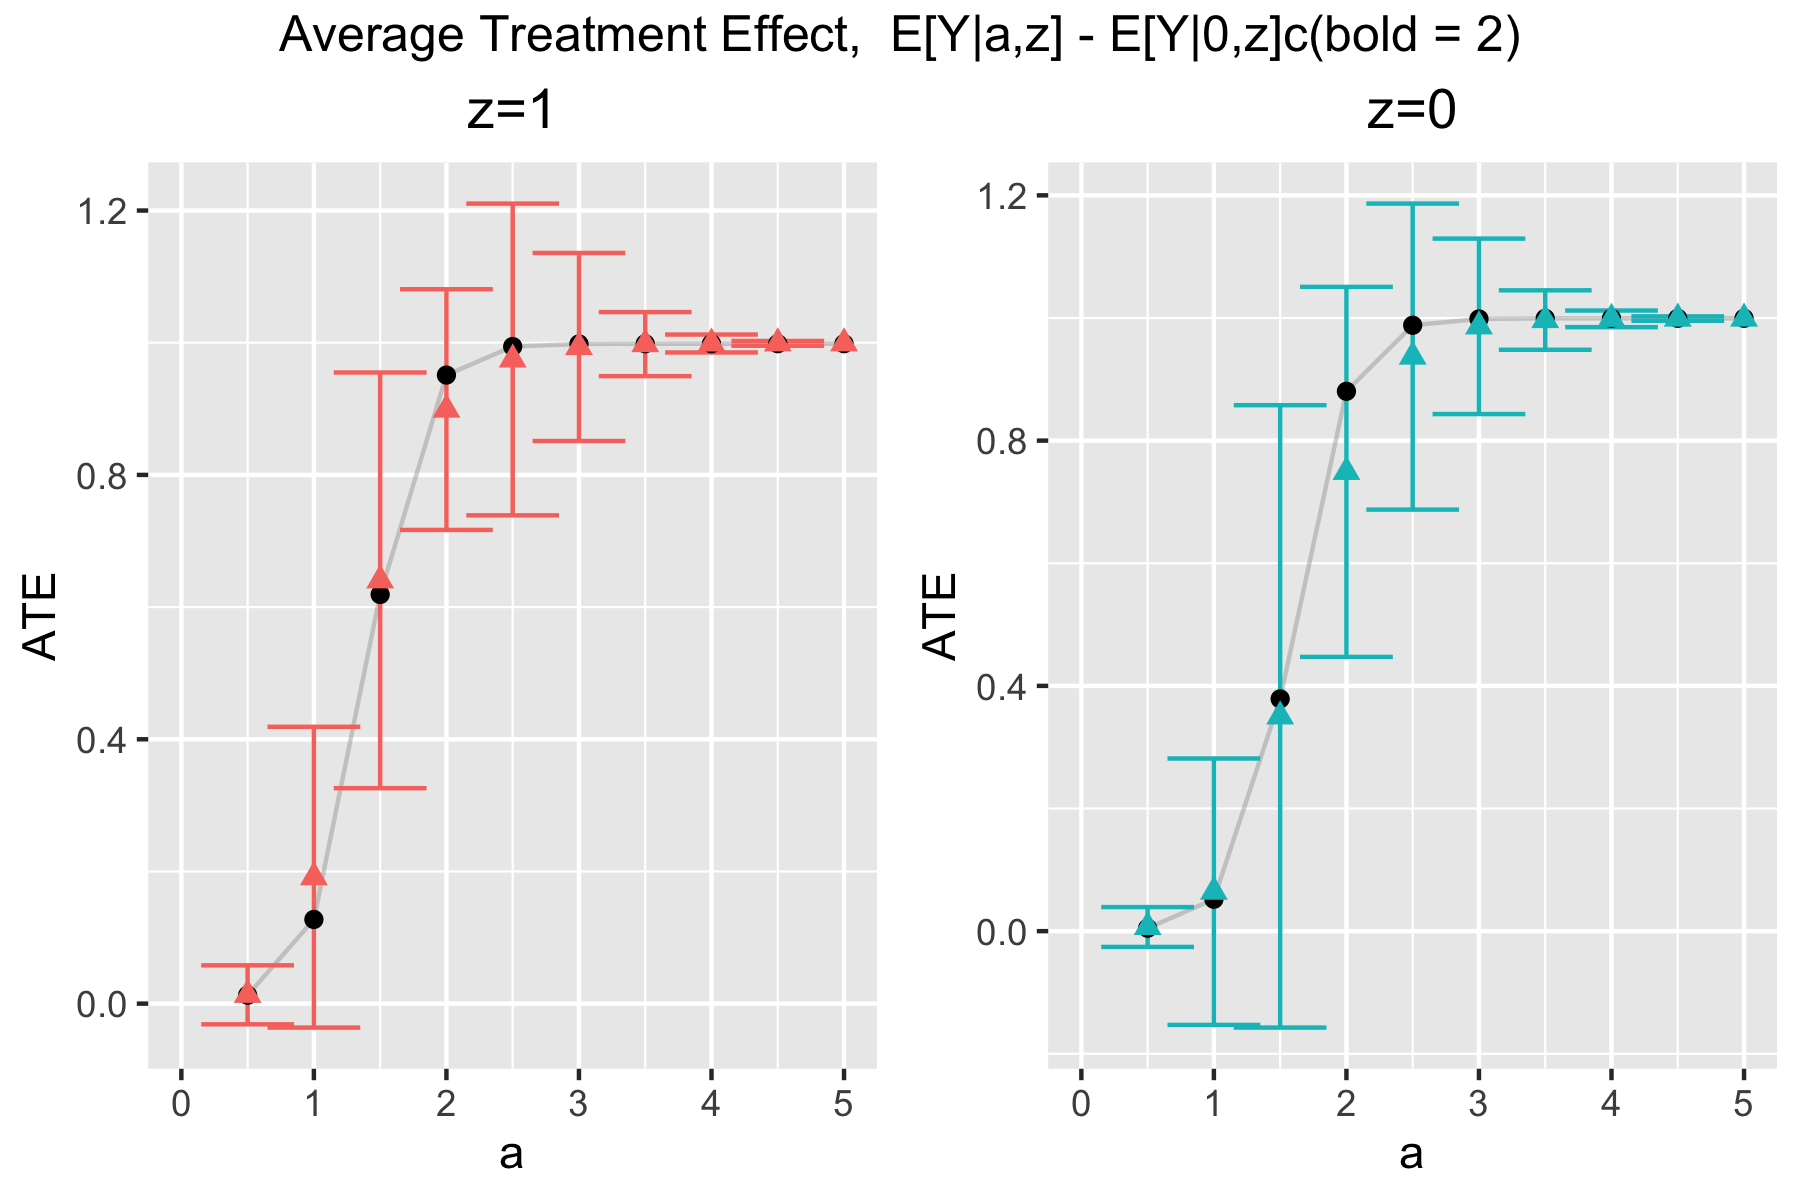 Average Treatment Effect,  E[Y|a,z] - E[Y|0,z]c(bold = 2)
z=1
1.2
0.8
0.4
0.0
ATE
0 1 2 3 4 5
a
z=0
1.2
0.8
0.4
0.0
ATE
0 1 2 3 4 5
a